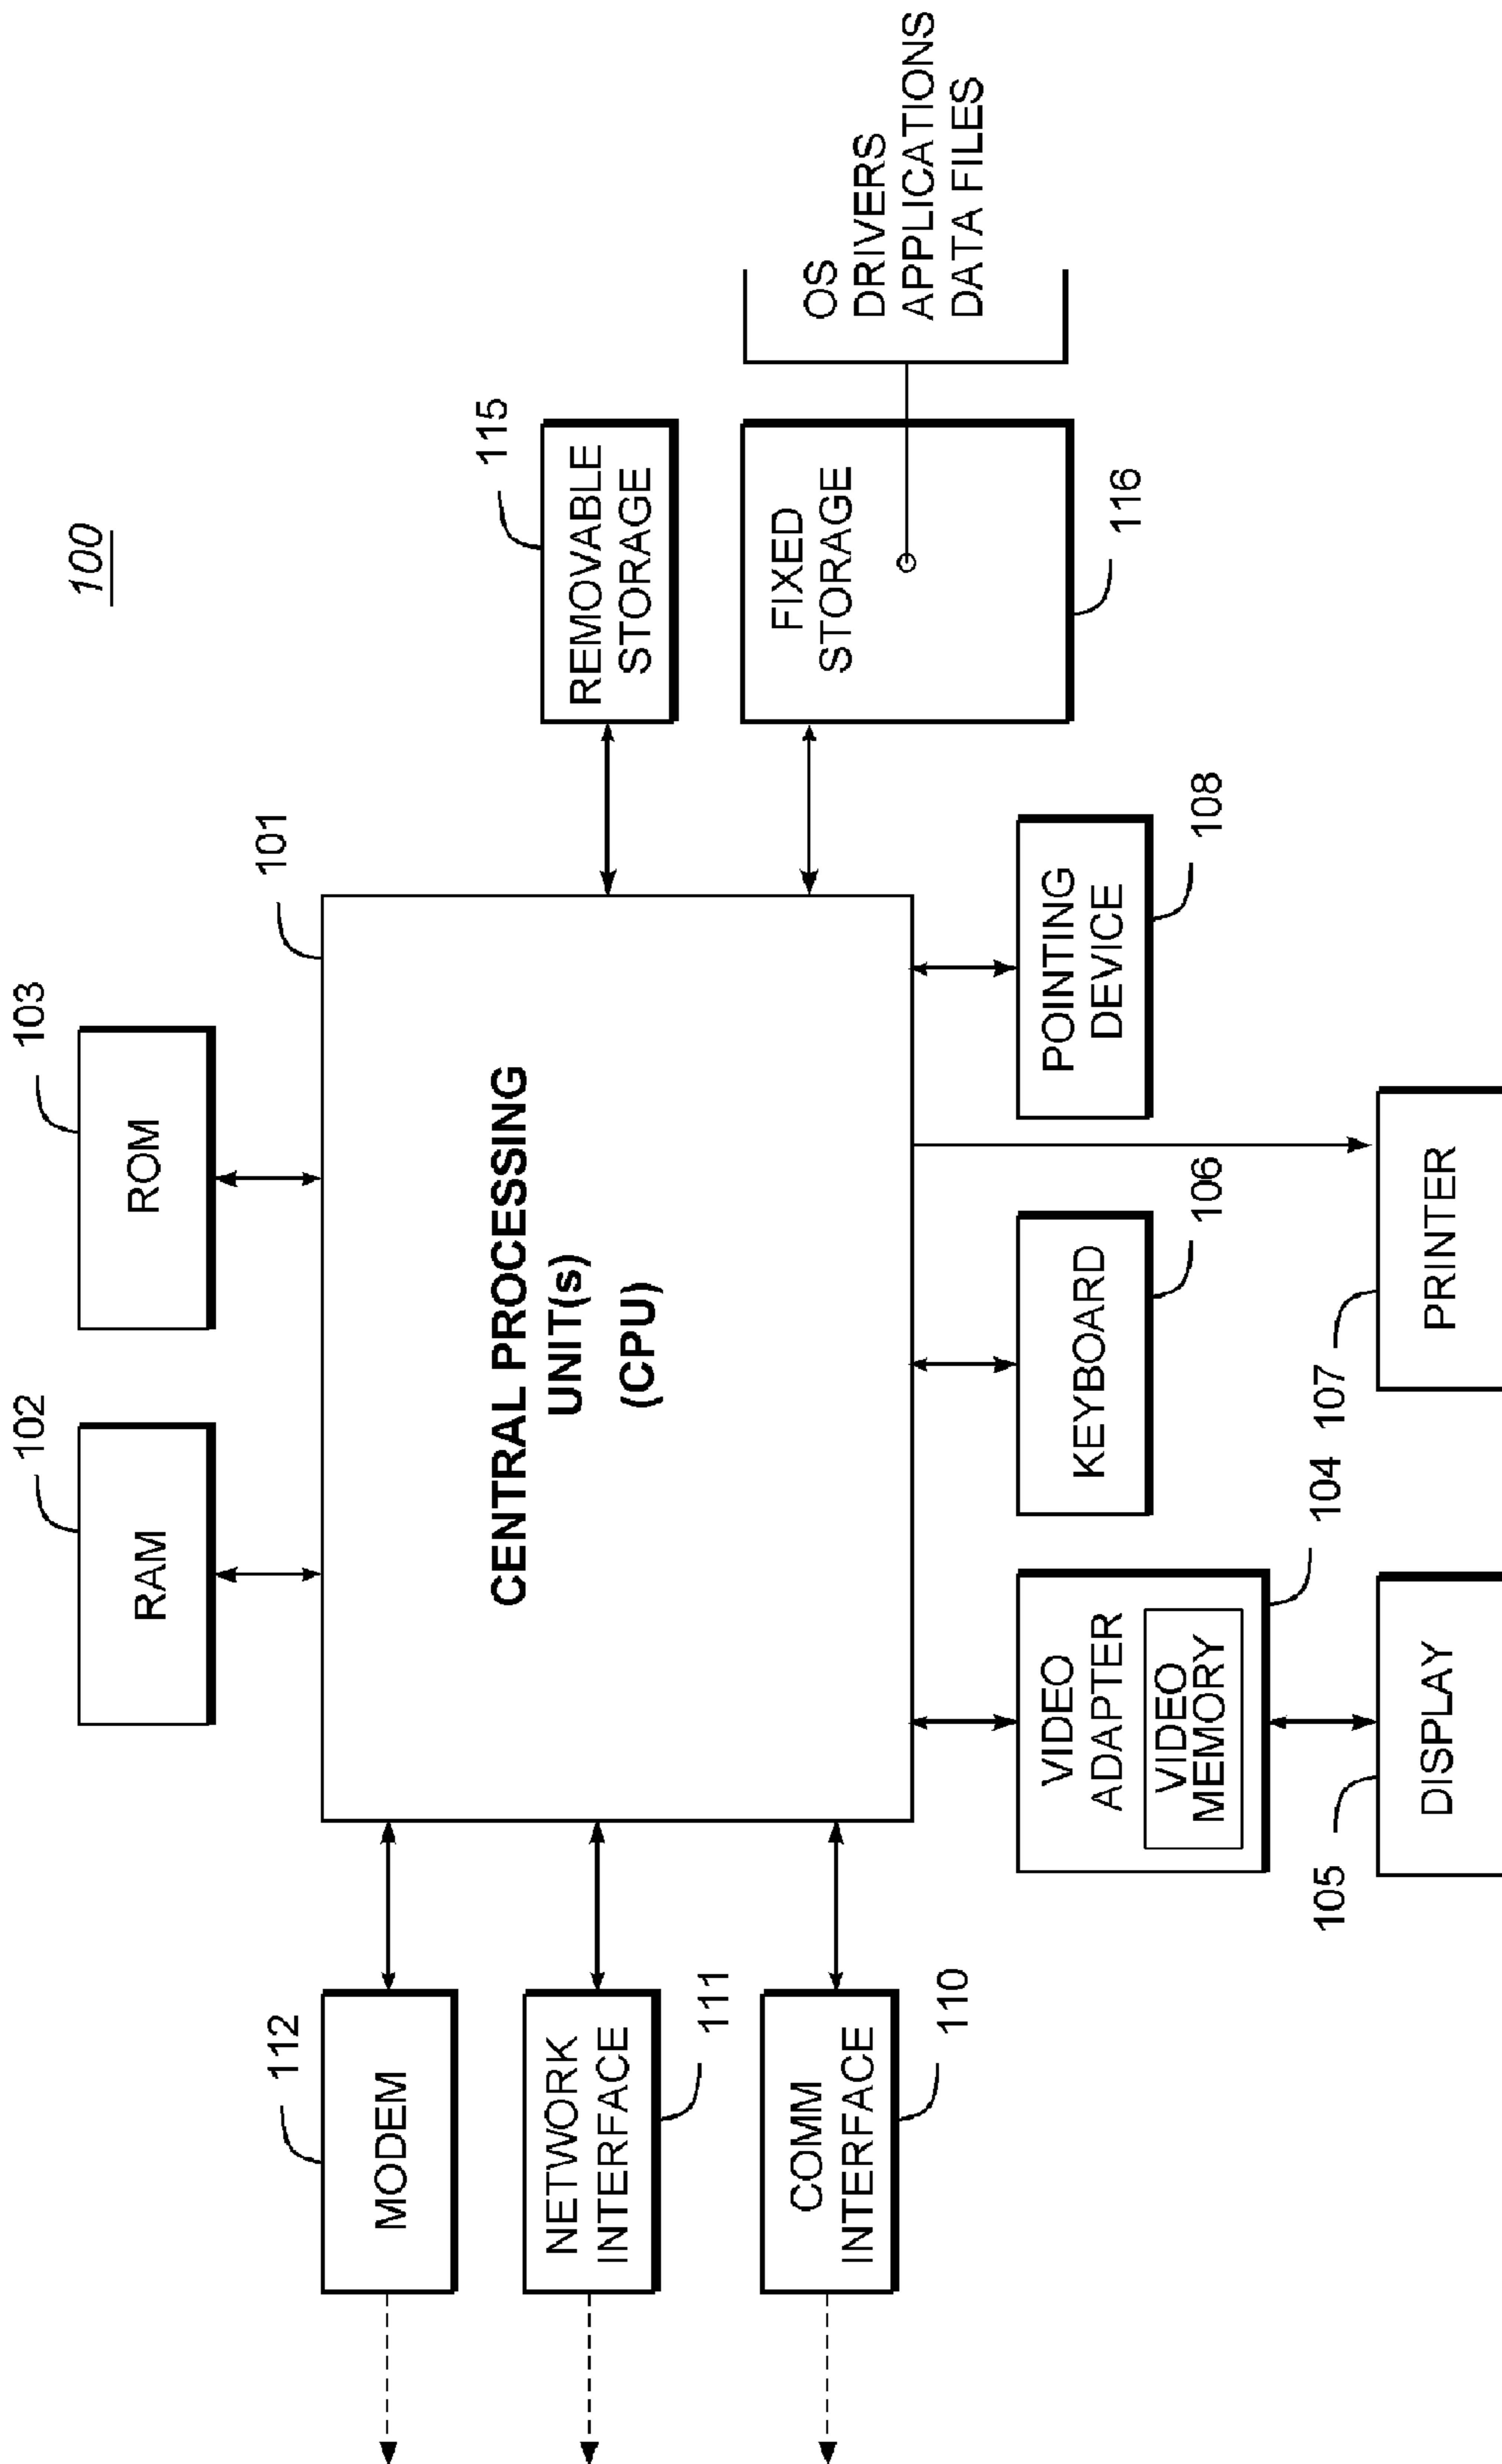 100
102
103
RAM
ROM
101
112
MODEM
CENTRAL PROCESSING
UNIT(s)
(CPU)
115
REMOVABLE
STORAGE
111
NETWORK
INTERFACE
110
COMM
INTERFACE
FIXED
STORAGE
116
OS
DRIVERS
APPLICATIONS
DATA FILES
VIDEO
ADAPTER
VIDEO
MEMORY
104
KEYBOARD
106
POINTING
DEVICE
108
105
DISPLAY
107
PRINTER